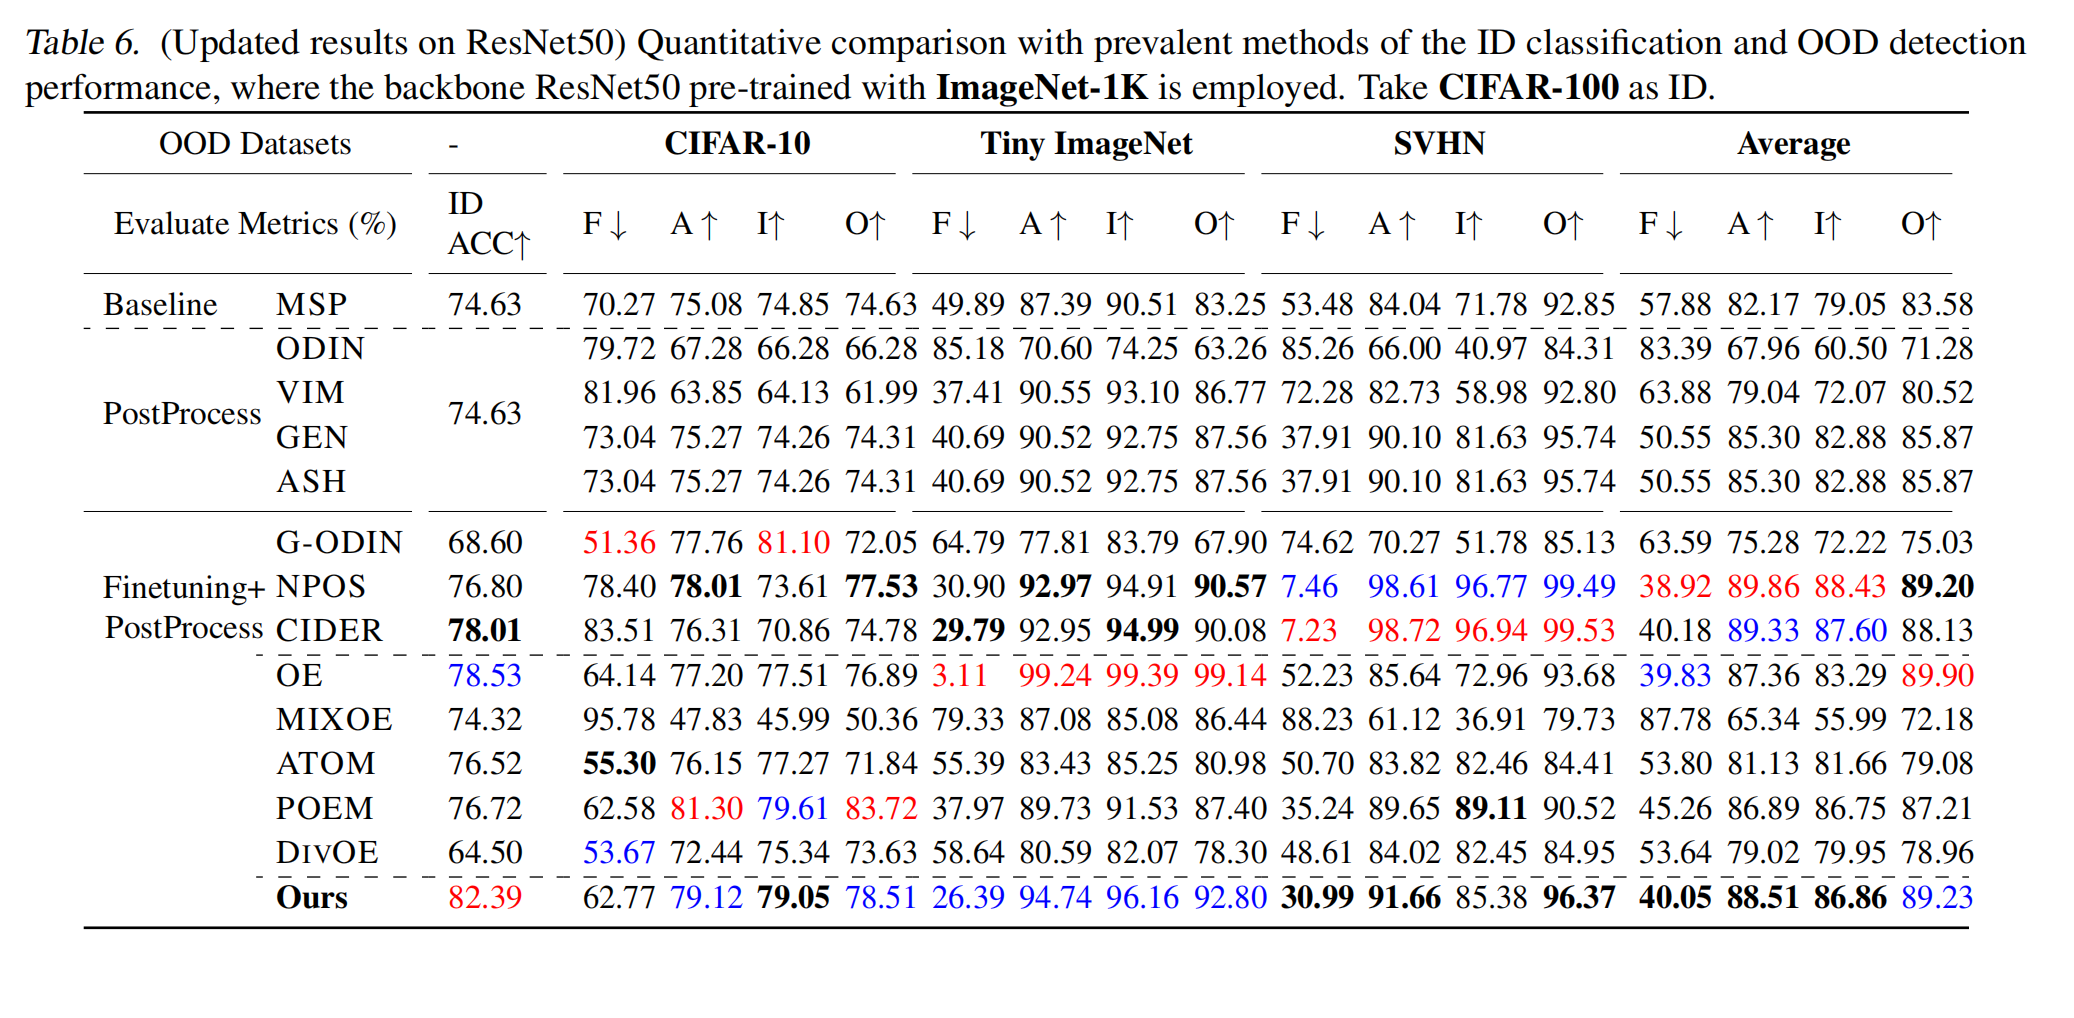 Table 6. (Updated results on ResNet50) Quantitative comparison with prevalent methods of the ID classification and OOD detection
performance, where the backbone ResNet50 pre-trained with ImageNet-1K is employed. Take CIFAR-100 as ID.
OOD Datasets - CIFAR-10 Tiny ImageNet SVHN Average
Evaluate Metrics (%) ID ACC↑ F↓ A↑ I↑ O↑ F↓ A↑ I↑ O↑ F↓ A↑ I↑ O↑ F↓ A↑ I↑ O↑
Baseline MSP 74.63 70.27 75.08 74.85 74.63 49.89 87.39 90.51 83.25 53.48 84.04 71.78 92.85 57.88 82.17 79.05 83.58
ODIN 79.72 67.28 66.28 66.28 85.18 70.60 74.25 63.26 85.26 66.00 40.97 84.31 83.39 67.96 60.50 71.28
VIM 81.96 63.85 64.13 61.99 37.41 90.55 93.10 86.77 72.28 82.73 58.98 92.80 63.88 79.04 72.07 80.52
PostProcess 74.63
GEN 73.04 75.27 74.26 74.31 40.69 90.52 92.75 87.56 37.91 90.10 81.63 95.74 50.55 85.30 82.88 85.87
ASH 73.04 75.27 74.26 74.31 40.69 90.52 92.75 87.56 37.91 90.10 81.63 95.74 50.55 85.30 82.88 85.87
G-ODIN 68.60 51.36 77.76 81.10 72.05 64.79 77.81 83.79 67.90 74.62 70.27 51.78 85.13 63.59 75.28 72.22 75.03
Finetuning+ NPOS 76.80 78.40 78.01 73.61 77.53 30.90 92.97 94.91 90.57 7.46 98.61 96.77 99.49 38.92 89.86 88.43 89.20
PostProcess CIDER 78.01 83.51 76.31 70.86 74.78 29.79 92.95 94.99 90.08 7.23 98.72 96.94 99.53 40.18 89.33 87.60 88.13
OE 78.53 64.14 77.20 77.51 76.89 3.11 99.24 99.39 99.14 52.23 85.64 72.96 93.68 39.83 87.36 83.29 89.90
MIXOE 74.32 95.78 47.83 45.99 50.36 79.33 87.08 85.08 86.44 88.23 61.12 36.91 79.73 87.78 65.34 55.99 72.18
ATOM 76.52 55.30 76.15 77.27 71.84 55.39 83.43 85.25 80.98 50.70 83.82 82.46 84.41 53.80 81.13 81.66 79.08
POEM 76.72 62.58 81.30 79.61 83.72 37.97 89.73 91.53 87.40 35.24 89.65 89.11 90.52 45.26 86.89 86.75 87.21
DIVOE 64.50 53.67 72.44 75.34 73.63 58.64 80.59 82.07 78.30 48.61 84.02 82.45 84.95 53.64 79.02 79.95 78.96
Ours 82.39 62.77 79.12 79.05 78.51 26.39 94.74 96.16 92.80 30.99 91.66 85.38 96.37 40.05 88.51 86.86 89.23